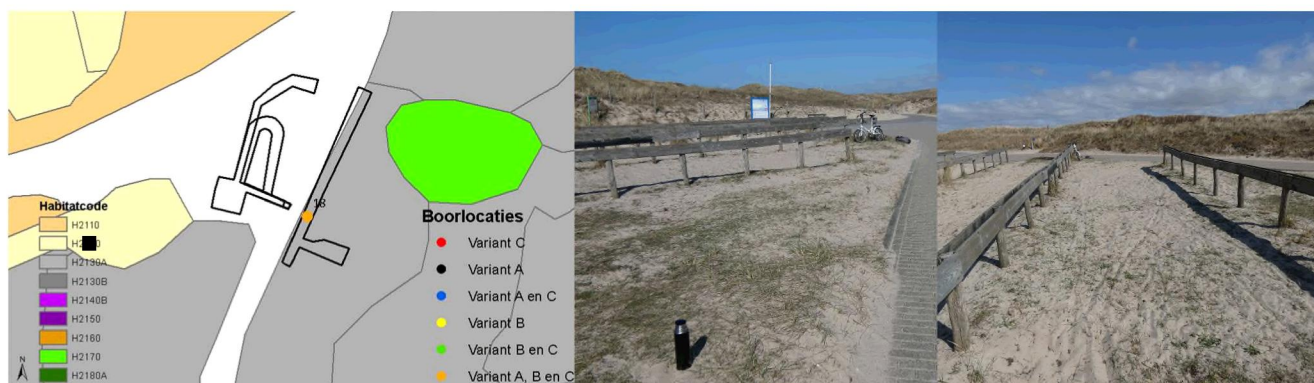 18
Habitatcode
H2110
H2130A
H2130B
H2140B
H2150
H2160
H2170
H2180A
N
Boorlocaties
Variant C
Variant A
Variant A en C
Variant B
Variant B en C
Variant A, B en C